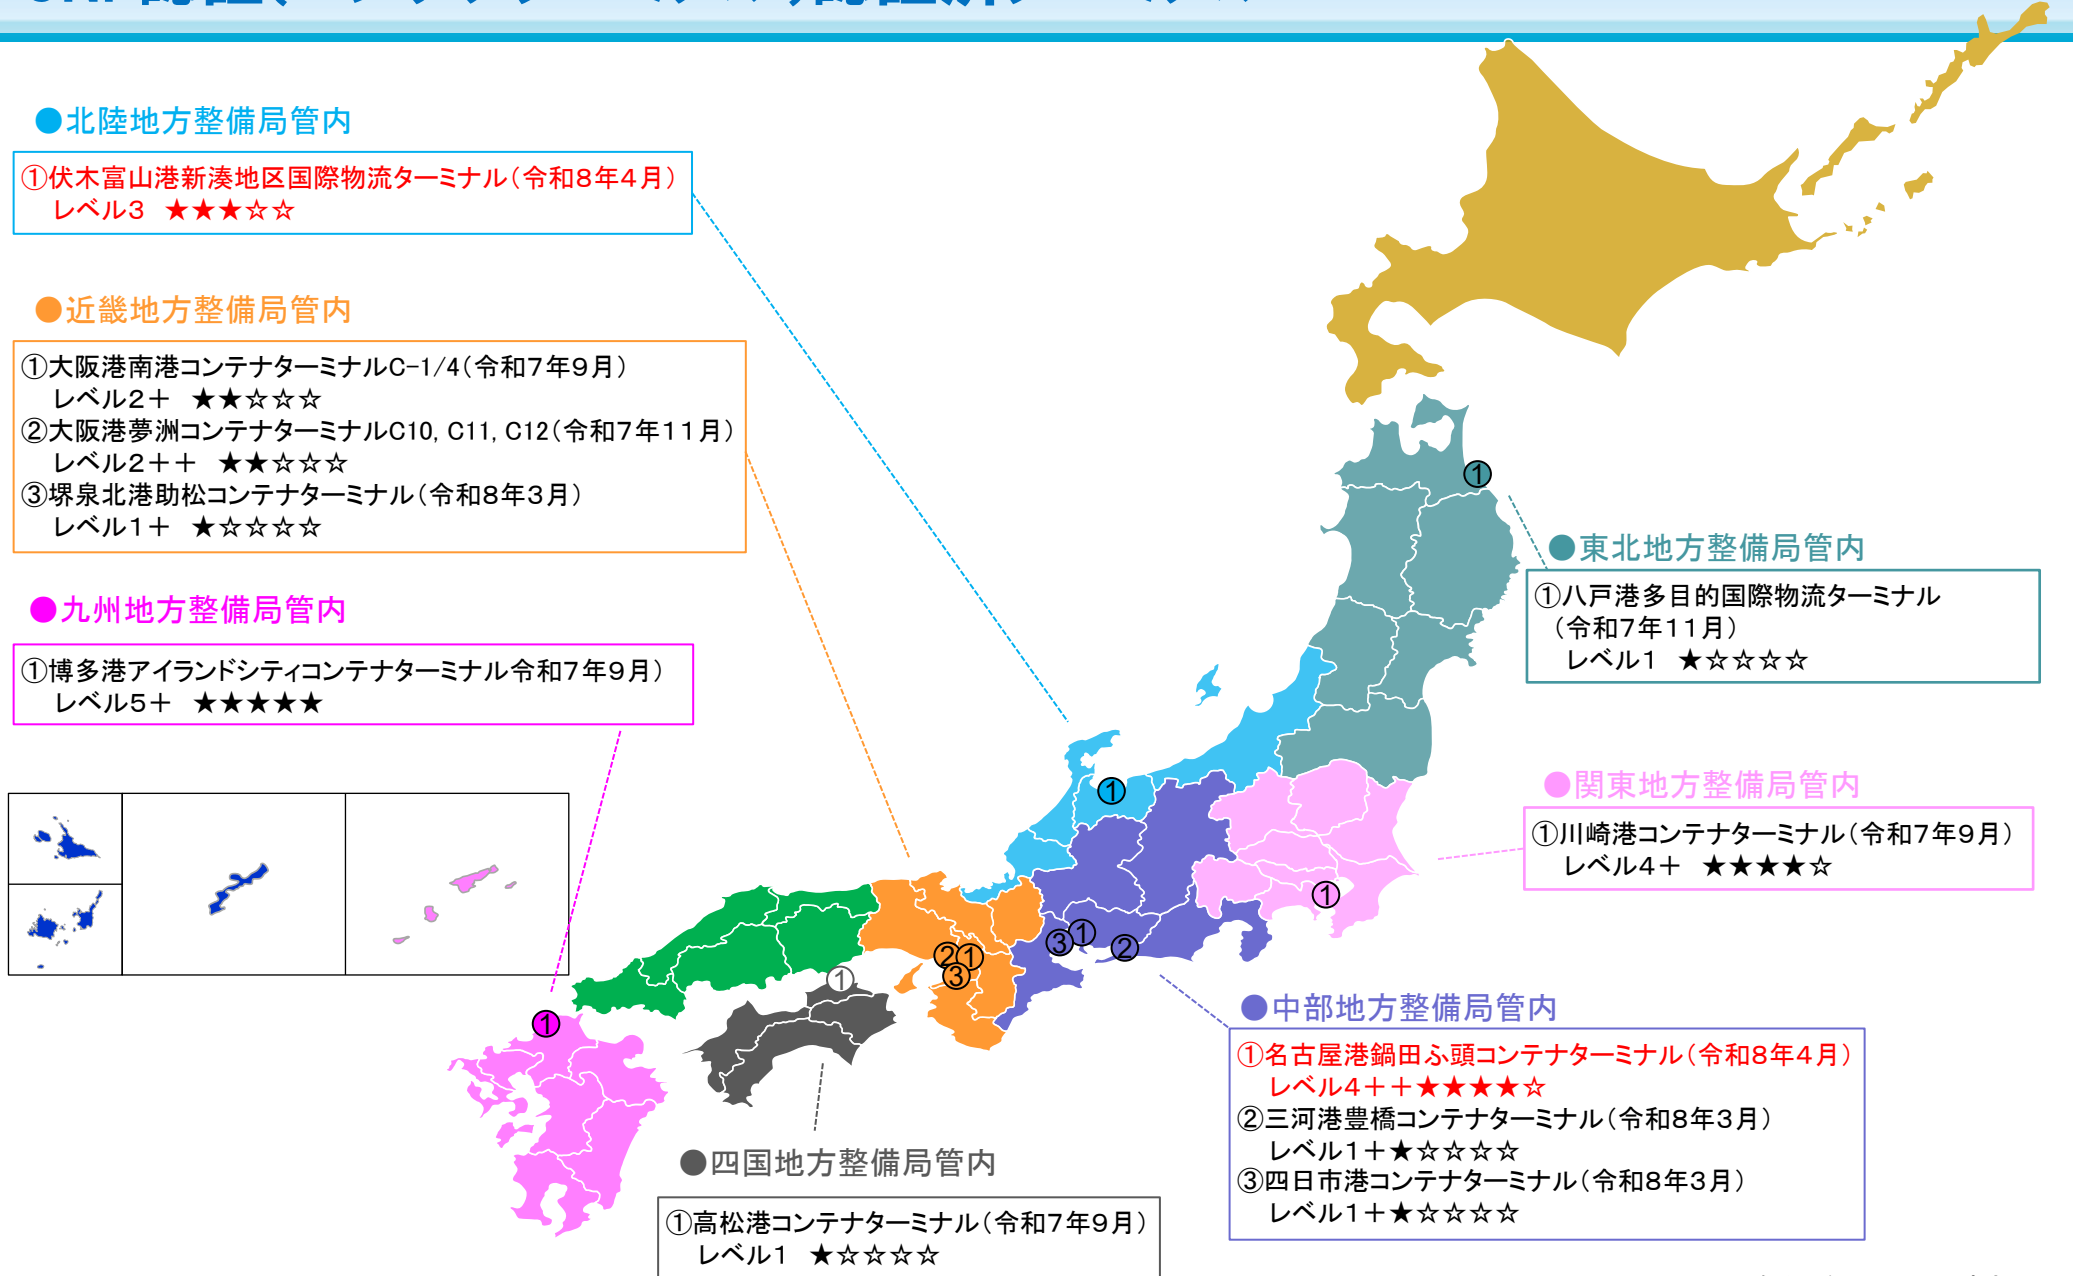 ●北陸地方整備局管内
①伏木富山港新湊地区国際物流ターミナル（令和８年４月）
レベル３　★★★☆☆
●近畿地方整備局管内
①大阪港南港コンテナターミナルC-1/4（令和７年９月）
レベル２＋　★★☆☆☆
②大阪港夢洲コンテナターミナルC10, C11, C12（令和７年１１月）
レベル２＋＋　★★☆☆☆
③堺泉北港助松コンテナターミナル（令和８年３月）
レベル１＋　★☆☆☆☆
●九州地方整備局管内
①博多港アイランドシティコンテナターミナル令和７年９月）
レベル５＋　★★★★★
●東北地方整備局管内
①八戸港多目的国際物流ターミナル
（令和７年１１月）
レベル１　★☆☆☆☆
●関東地方整備局管内
①川崎港コンテナターミナル（令和７年９月）
レベル４＋　★★★★☆
●中部地方整備局管内
①名古屋港鍋田ふ頭コンテナターミナル（令和８年４月）
レベル４＋＋★★★★☆
②三河港豊橋コンテナターミナル（令和８年３月）
レベル１＋★☆☆☆☆
③四日市港コンテナターミナル（令和８年３月）
レベル１＋★☆☆☆☆
●四国地方整備局管内
①高松港コンテナターミナル（令和７年９月）
レベル１　★☆☆☆☆
①
①
①
③
①
②
②
①
③
①
①